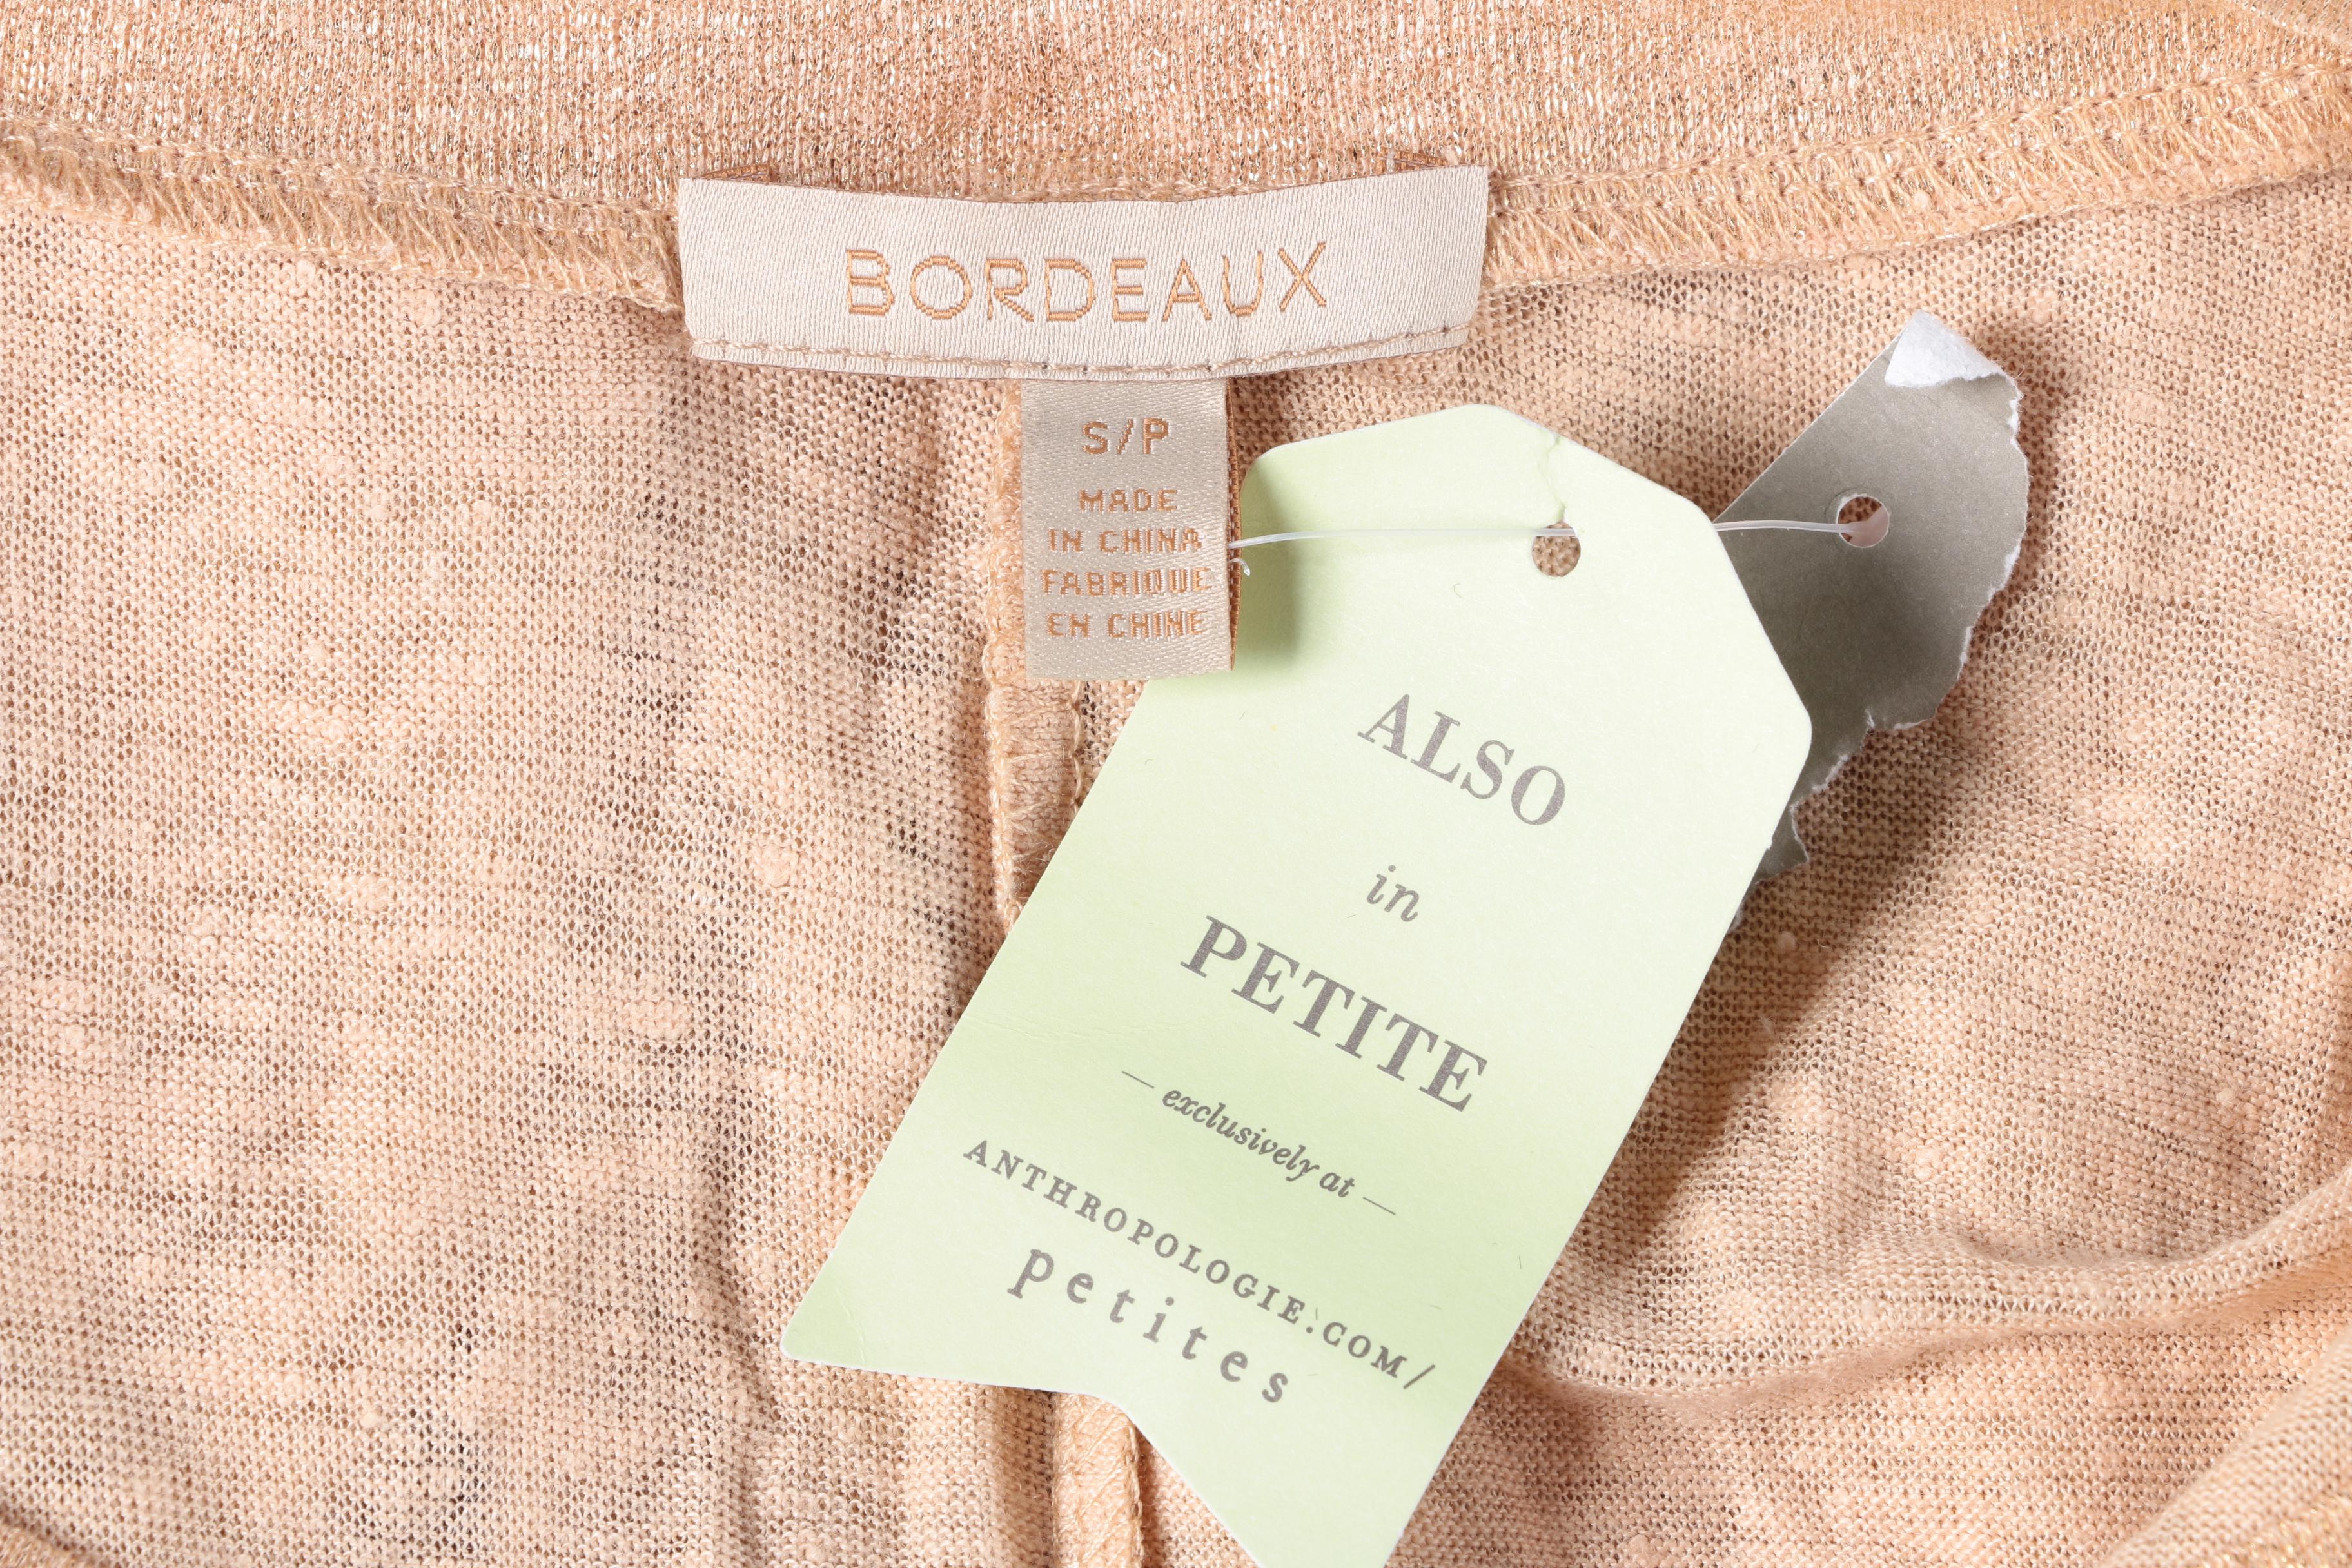 BORDEAUX
S/P
MADE
IN CHINA
FABRIQUE
EN CHINE
ALSO
in
PETITE
— exclusively at —
ANTHROPOLOGIE.COM/
petites